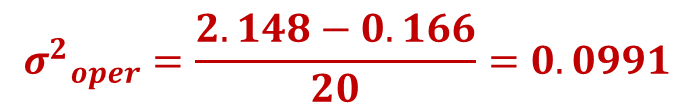 σ²oper = (2.148 − 0.166) / 20 = 0.0991